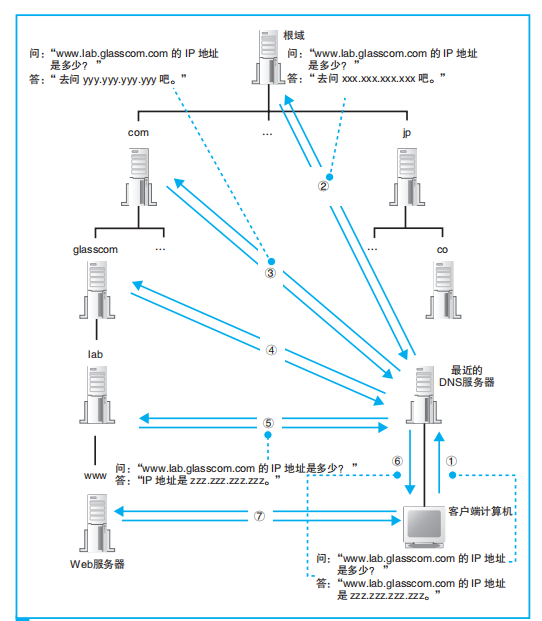 根域
问：“www.lab.glasscom.com 的 IP 地址
是多少？ ”
答：“ 去问 yyy.yyy.yyy.yyy 吧。”
问：“www.lab.glasscom.com 的 IP 地址
是多少？ ”
答：“ 去问 xxx.xxx.xxx.xxx 吧。”
com
...
jp
②
glasscom
...
③
...
co
④
lab
最近的
DNS服务器
⑤
问：“www.lab.glasscom.com 的 IP 地址是多少？ ”
答：“IP 地址是 zzz.zzz.zzz.zzz。”
⑥
①
www
⑦
客户端计算机
Web服务器
问：“www.lab.glasscom.com 的 IP 地址
是多少？ ”
答：“www.lab.glasscom.com 的 IP 地址
是 zzz.zzz.zzz.zzz。”